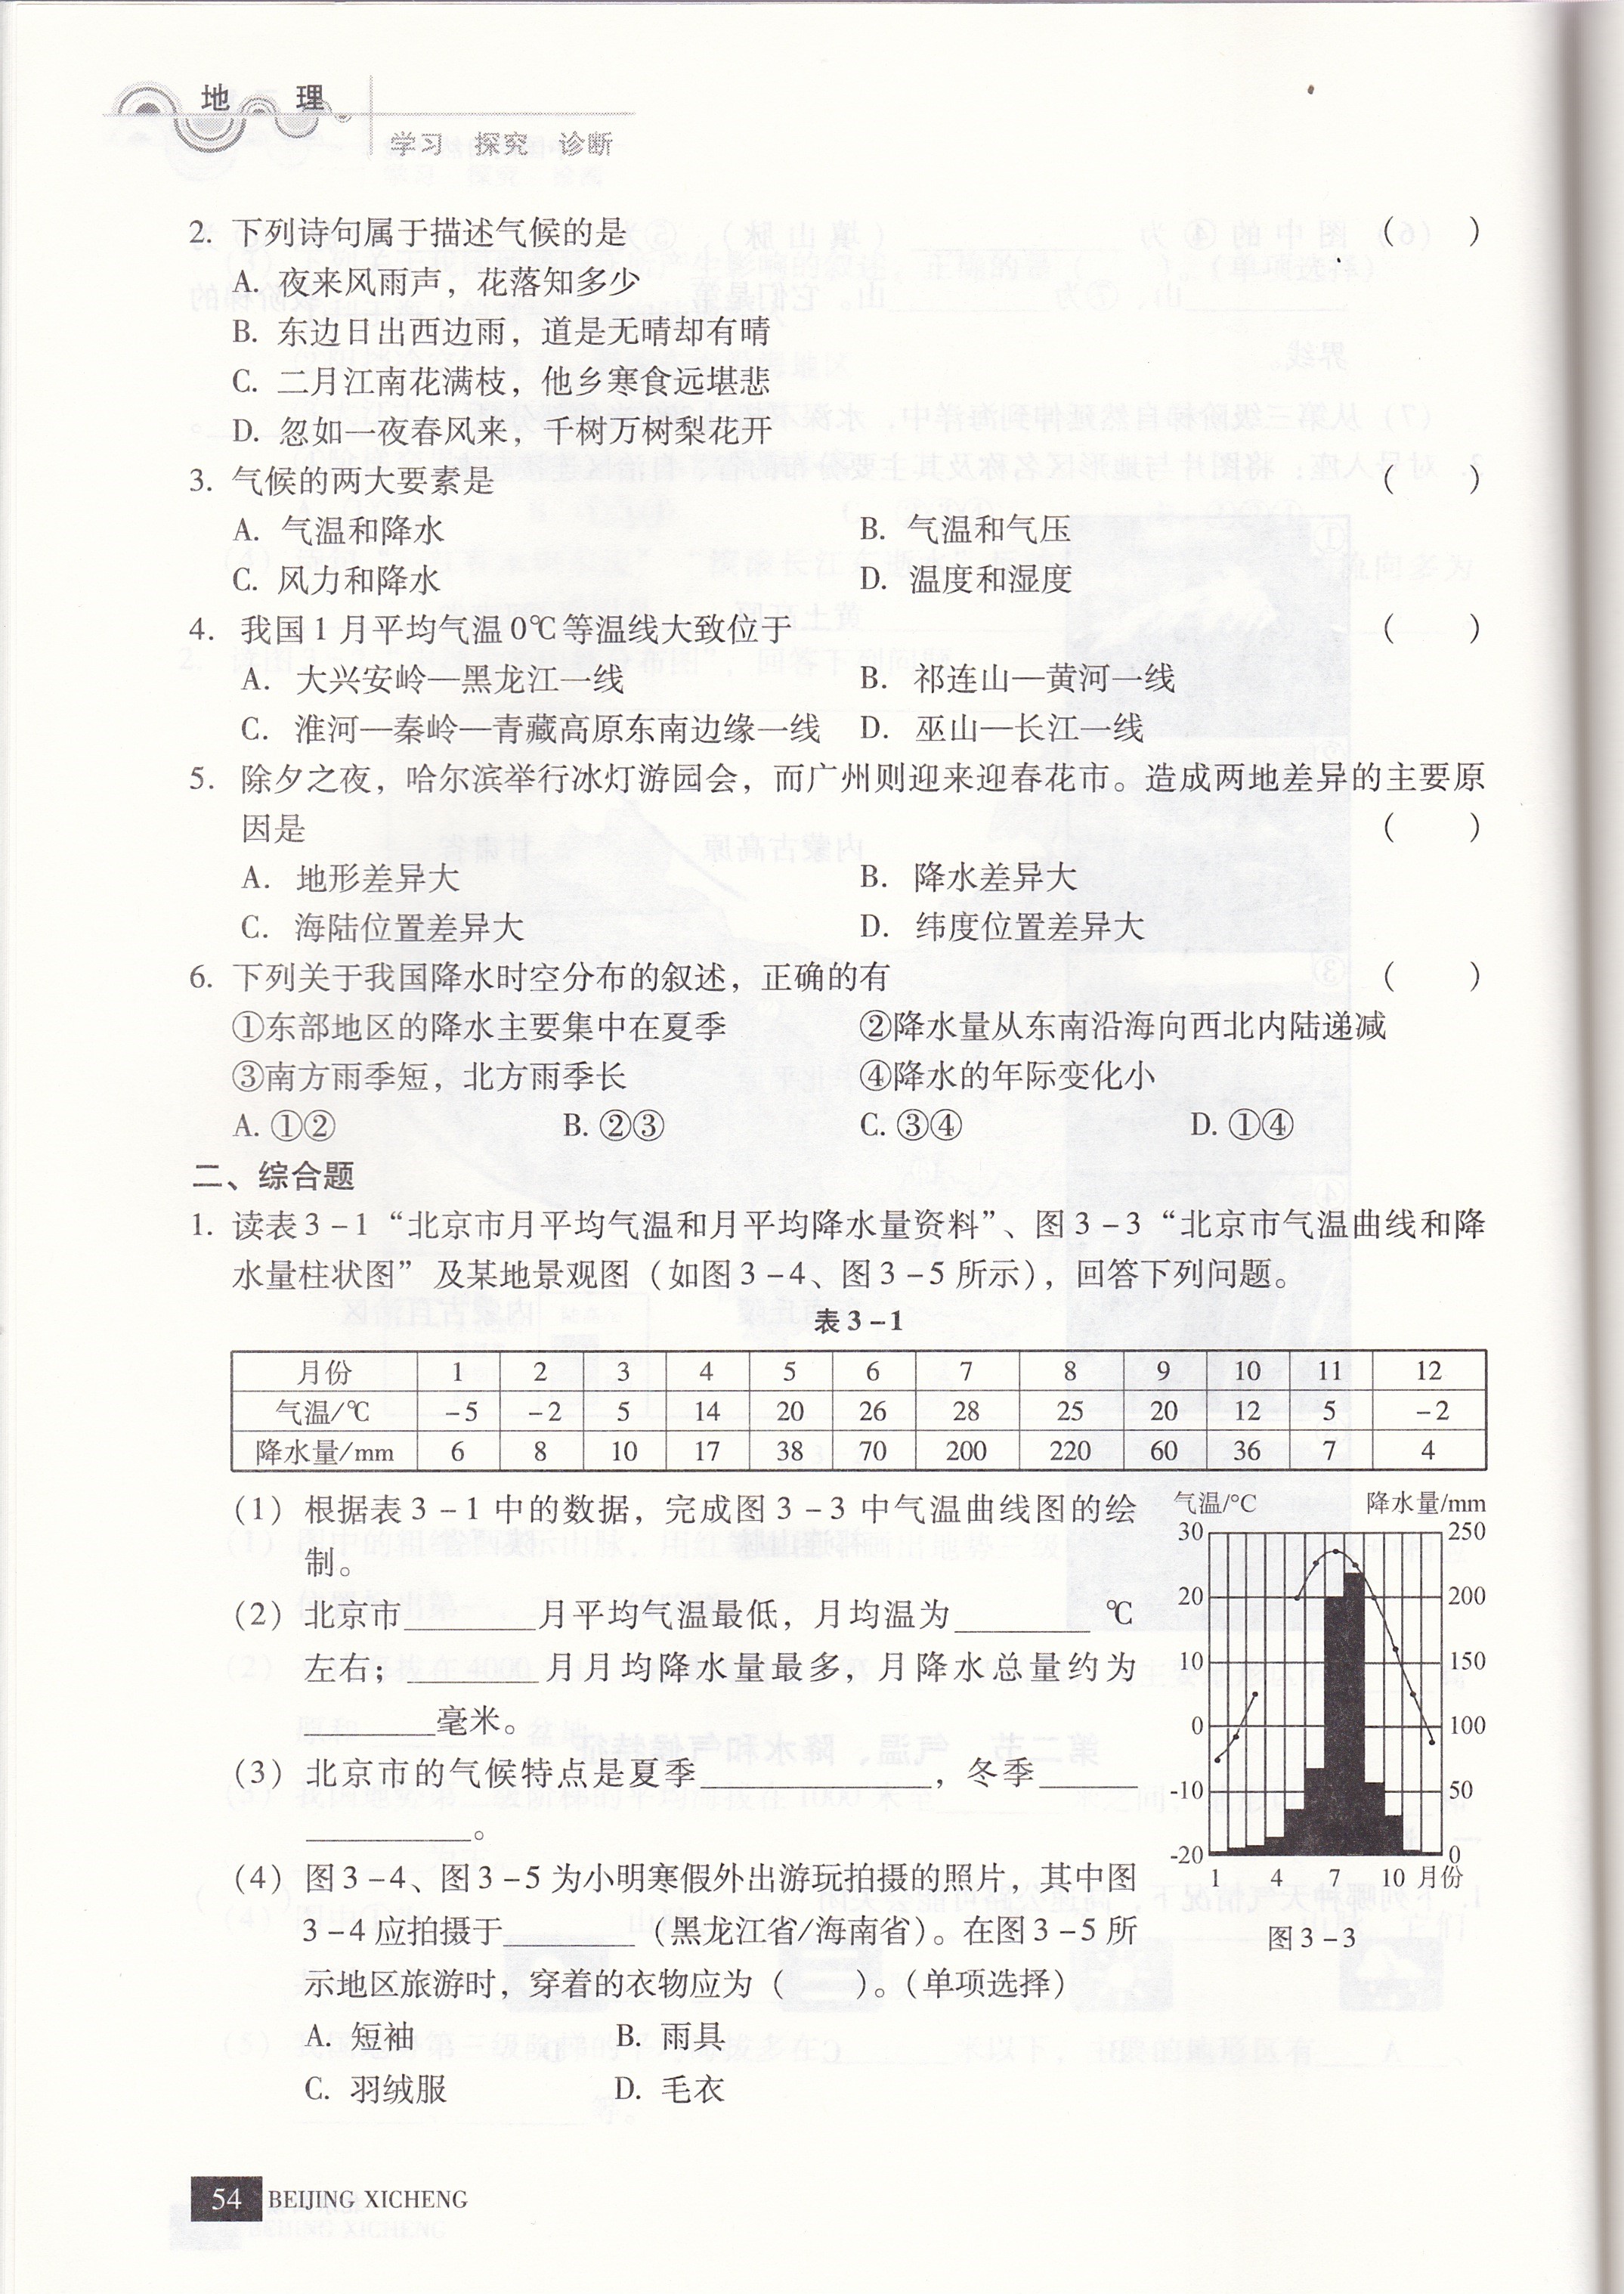 地理
学习 探究 诊断
2. 下列诗句属于描述气候的是 ( )
A. 夜来风雨声，花落知多少
B. 东边日出西边雨，道是无晴却有晴
C. 二月江南花满枝，他乡寒食远堪悲
D. 忽如一夜春风来，千树万树梨花开
3. 气候的两大要素是 ( )
A. 气温和降水 B. 气温和气压
C. 风力和降水 D. 温度和湿度
4. 我国1月平均气温0℃等温线大致位于 ( )
A. 大兴安岭—黑龙江一线 B. 祁连山—黄河一线
C. 淮河—秦岭—青藏高原东南边缘一线 D. 巫山—长江一线
5. 除夕之夜，哈尔滨举行冰灯游园会，而广州则迎来迎春花市。造成两地差异的主要原
因是 ( )
A. 地形差异大 B. 降水差异大
C. 海陆位置差异大 D. 纬度位置差异大
6. 下列关于我国降水时空分布的叙述，正确的有 ( )
①东部地区的降水主要集中在夏季 ②降水量从东南沿海向西北内陆递减
③南方雨季短，北方雨季长 ④降水的年际变化小
A. ①② B. ②③ C. ③④ D. ①④
二、综合题
1. 读表3-1“北京市月平均气温和月平均降水量资料”、图3-3“北京市气温曲线和降
水量柱状图”及某地景观图（如图3-4、图3-5所示），回答下列问题。
表3-1
月份 1 2 3 4 5 6 7 8 9 10 11 12
气温/℃ -5 -2 5 14 20 26 28 25 20 12 5 -2
降水量/mm 6 8 10 17 38 70 200 220 60 36 7 4
(1) 根据表3-1中的数据，完成图3-3中气温曲线图的绘
制。
(2) 北京市________月平均气温最低，月均温为________℃
左右；________月月均降水量最多，月降水总量约为
________毫米。
(3) 北京市的气候特点是夏季______________，冬季______
__________。
(4) 图3-4、图3-5为小明寒假外出游玩拍摄的照片，其中图
3-4应拍摄于________（黑龙江省/海南省）。在图3-5所
示地区旅游时，穿着的衣物应为（ ）。（单项选择）
A. 短袖 B. 雨具
C. 羽绒服 D. 毛衣
气温/℃ 降水量/mm
30 250
20 200
10 150
0 100
-10 50
-20 0
1 4 7 10 月份
图3-3
54 BEIJING XICHENG